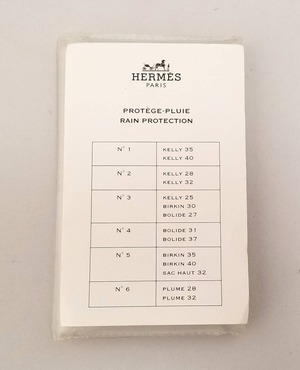 HERMÈS
PARIS
PROTÈGE-PLUIE
RAIN PROTECTION
N° 1 KELLY 35
KELLY 40
N° 2 KELLY 28
KELLY 32
N° 3 KELLY 25
BIRKIN 30
BOLIDE 27
N° 4 BOLIDE 31
BOLIDE 37
N° 5 BIRKIN 35
BIRKIN 40
SAC HAUT 32
N° 6 PLUME 28
PLUME 32